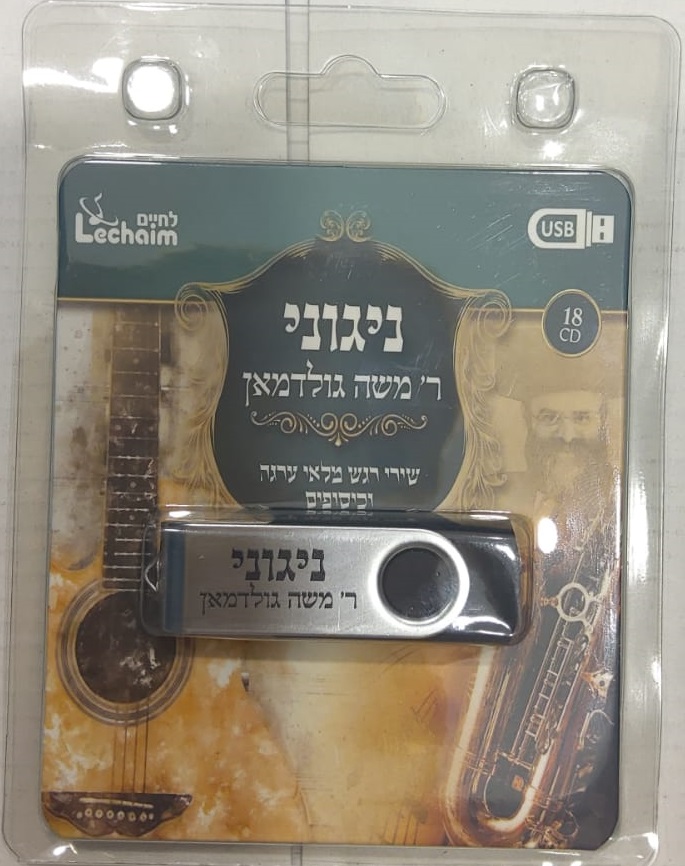 לחיים
Lechaim
USB
18
CD
ניגוני
ר' משה גולדמאן
שירי רגש מלאי ערגה
וכיסופים
ניגוני
ר' משה גולדמאן